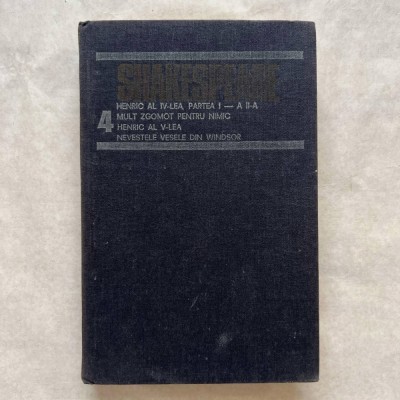 SHAKESPEARE
HENRIC AL IV-LEA, PARTEA I — A II-A
4 MULT ZGOMOT PENTRU NIMIC
HENRIC AL V-LEA
NEVESTELE VESELE DIN WINDSOR